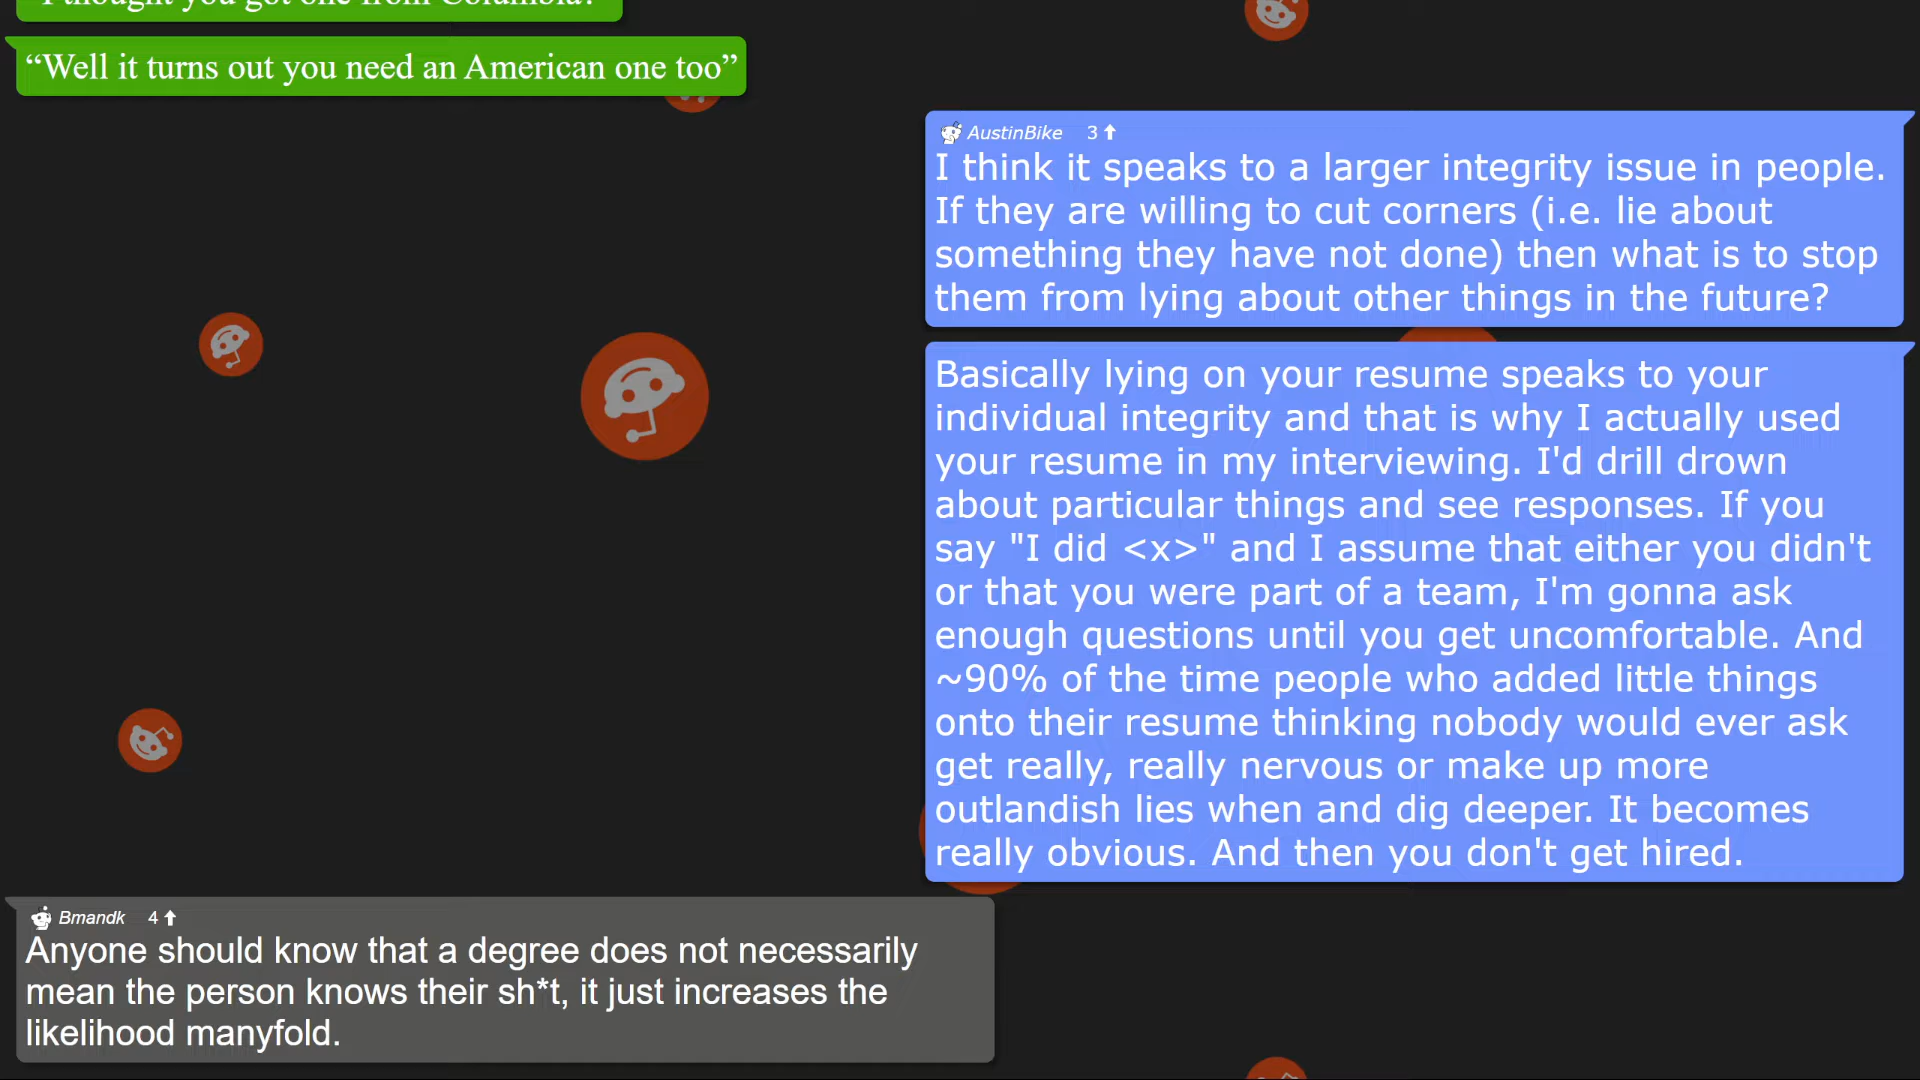 "I thought you got one from Columbia?"
“Well it turns out you need an American one too”
AustinBike 3
I think it speaks to a larger integrity issue in people.
If they are willing to cut corners (i.e. lie about
something they have not done) then what is to stop
them from lying about other things in the future?
Basically lying on your resume speaks to your
individual integrity and that is why I actually used
your resume in my interviewing. I'd drill drown
about particular things and see responses. If you
say "I did <x>" and I assume that either you didn't
or that you were part of a team, I'm gonna ask
enough questions until you get uncomfortable. And
~90% of the time people who added little things
onto their resume thinking nobody would ever ask
get really, really nervous or make up more
outlandish lies when and dig deeper. It becomes
really obvious. And then you don't get hired.
Bmandk 4
Anyone should know that a degree does not necessarily
mean the person knows their sh*t, it just increases the
likelihood manyfold.